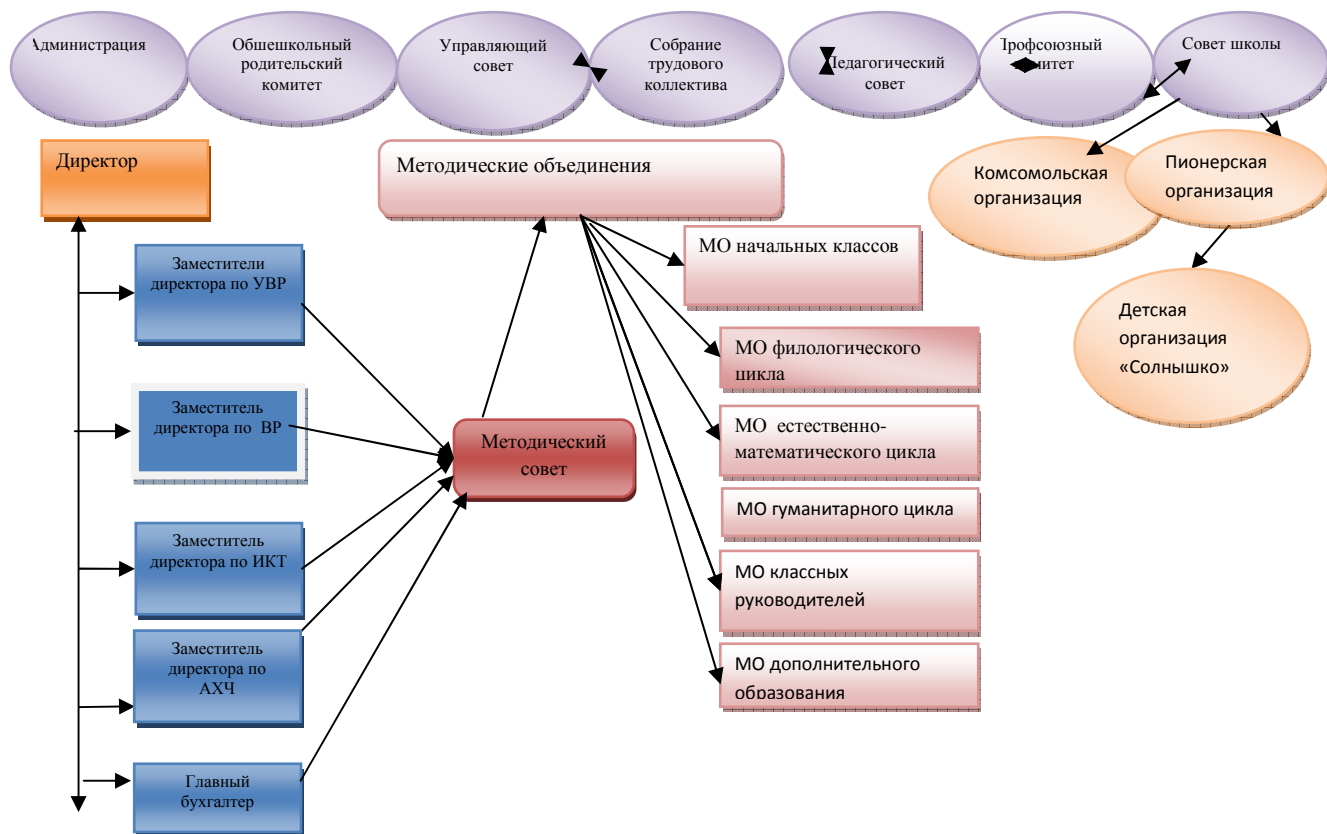 Администрация
Обшешкольный
родительский
комитет
Управляющий
совет
Собрание
трудового
коллектива
Педагогический
совет
Профсоюзный
комитет
Совет школы
Директор
Методические объединения
Комсомольская
организация
Пионерская
организация
Детская
организация
«Солнышко»
Заместители
директора по УВР
Заместитель
директора по ВР
Заместитель
директора по ИКТ
Заместитель
директора по
АХЧ
Главный
бухгалтер
Методический
совет
МО начальных классов
МО филологического
цикла
МО естественно-
математического цикла
МО гуманитарного цикла
МО классных
руководителей
МО дополнительного
образования